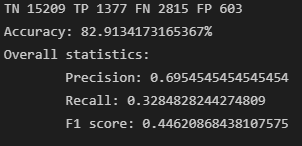 TN 15209 TP 1377 FN 2815 FP 603
Accuracy: 82.9134173165367%
Overall statistics:
Precision: 0.6954545454545454
Recall: 0.3284828244274809
F1 score: 0.44620868438107575